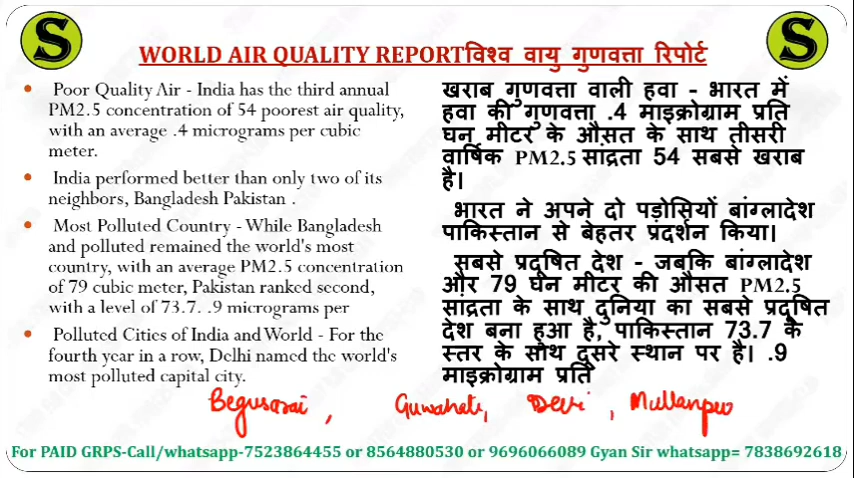 S
S
WORLD AIR QUALITY REPORTविश्व वायु गुणवत्ता रिपोर्ट
• Poor Quality Air - India has the third annual
PM2.5 concentration of 54 poorest air quality,
with an average .4 micrograms per cubic
meter.
• India performed better than only two of its
neighbors, Bangladesh Pakistan .
• Most Polluted Country - While Bangladesh
and polluted remained the world's most
country, with an average PM2.5 concentration
of 79 cubic meter, Pakistan ranked second,
with a level of 73.7. .9 micrograms per
• Polluted Cities of India and World - For the
fourth year in a row, Delhi named the world's
most polluted capital city.
खराब गुणवत्ता वाली हवा - भारत में
हवा की गुणवत्ता .4 माइक्रोग्राम प्रति
घन मीटर के औसत के साथ तीसरी
वार्षिक PM2.5 सांद्रता 54 सबसे खराब
है।
भारत ने अपने दो पड़ोसियों बांग्लादेश
पाकिस्तान से बेहतर प्रदर्शन किया।
सबसे प्रदूषित देश - जबकि बांग्लादेश
और 79 घन मीटर की औसत PM2.5
सांद्रता के साथ दुनिया का सबसे प्रदूषित
देश बना हुआ है, पाकिस्तान 73.7 के
स्तर के साथ दूसरे स्थान पर है। .9
माइक्रोग्राम प्रति
Begusarai, Guwahati, Delhi, Mullanpur
For PAID GRPS-Call/whatsapp-7523864455 or 8564880530 or 9696066089 Gyan Sir whatsapp= 7838692618